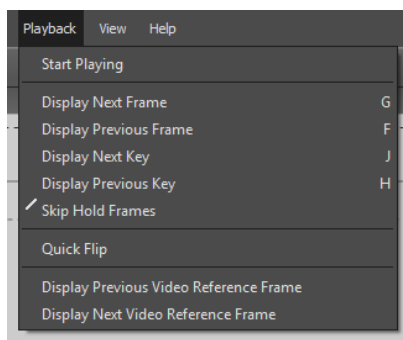 Playback View Help
Start Playing
Display Next Frame G
Display Previous Frame F
Display Next Key J
Display Previous Key H
Skip Hold Frames
Quick Flip
Display Previous Video Reference Frame
Display Next Video Reference Frame